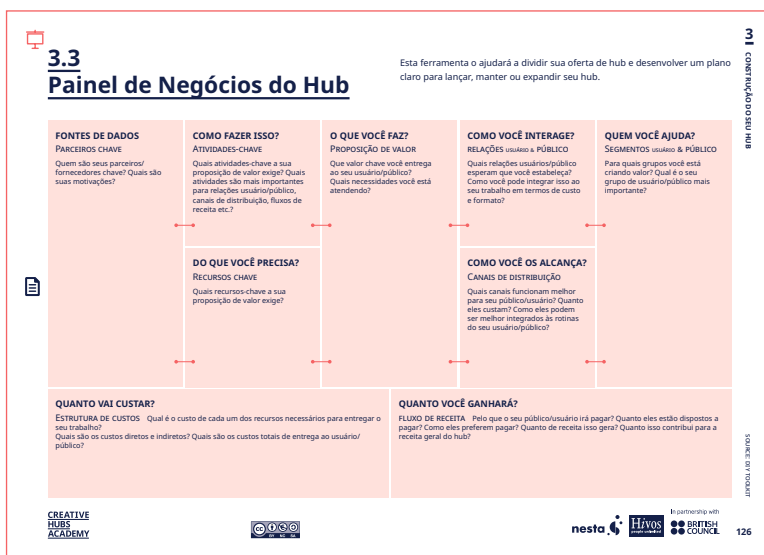 3.3
Painel de Negócios do Hub
Esta ferramenta o ajudará a dividir sua oferta de hub e desenvolver um plano
claro para lançar, manter ou expandir seu hub.
3
CONSTRUÇÃO DO SEU HUB
FONTES DE DADOS
PARCEIROS CHAVE
Quem são seus parceiros/
fornecedores chave? Quais são
suas motivações?
COMO FAZER ISSO?
ATIVIDADES-CHAVE
Quais atividades-chave a sua
proposição de valor exige? Quais
atividades são mais importantes
para relações usuário/público,
canais de distribuição, fluxos de
receita etc.?
DO QUE VOCÊ PRECISA?
RECURSOS CHAVE
Quais recursos-chave a sua
proposição de valor exige?
O QUE VOCÊ FAZ?
PROPOSIÇÃO DE VALOR
Que valor chave você entrega
ao seu usuário/público?
Quais necessidades você está
atendendo?
COMO VOCÊ INTERAGE?
RELAÇÕES USUÁRIO & PÚBLICO
Quais relações usuários/público
esperam que você estabeleça?
Como você pode integrar isso ao
seu trabalho em termos de custo
e formato?
COMO VOCÊ OS ALCANÇA?
CANAIS DE DISTRIBUIÇÃO
Quais canais funcionam melhor
para seu público/usuário? Quanto
eles custam? Como eles podem
ser melhor integrados às rotinas
do seu usuário/público?
QUEM VOCÊ AJUDA?
SEGMENTOS USUÁRIO & PÚBLICO
Para quais grupos você está
criando valor? Qual é o seu
grupo de usuário/público mais
importante?
QUANTO VAI CUSTAR?
ESTRUTURA DE CUSTOS Qual é o custo de cada um dos recursos necessários para entregar o
seu trabalho?
Quais são os custos diretos e indiretos? Quais são os custos totais de entrega ao usuário/
público?
QUANTO VOCÊ GANHARÁ?
FLUXO DE RECEITA Pelo que o seu público/usuário irá pagar? Quanto eles estão dispostos a
pagar? Como eles preferem pagar? Quanto de receita isso gera? Quanto isso contribui para a
receita geral do hub?
SOURCE: DIY TOOLKIT
CREATIVE
HUBS
ACADEMY
cc
BY NC SA
nesta
Hivos
people unlimited
In partnership with
BRITISH
COUNCIL
126